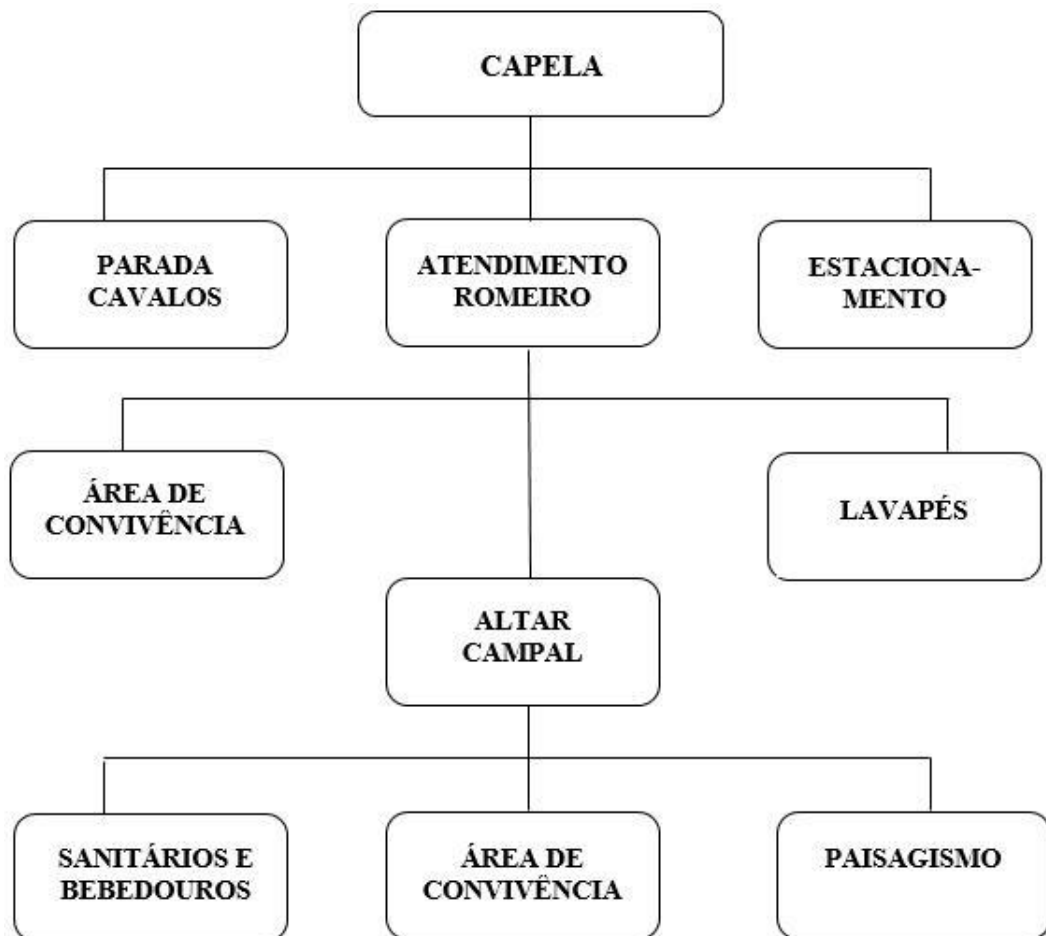 CAPELA
PARADA
CAVALOS
ATENDIMENTO
ROMEIRO
ESTACIONA-
MENTO
ÁREA DE
CONVIVÊNCIA
LAVAPÉS
ALTAR
CAMPAL
SANITÁRIOS E
BEBEDOUROS
ÁREA DE
CONVIVÊNCIA
PAISAGISMO